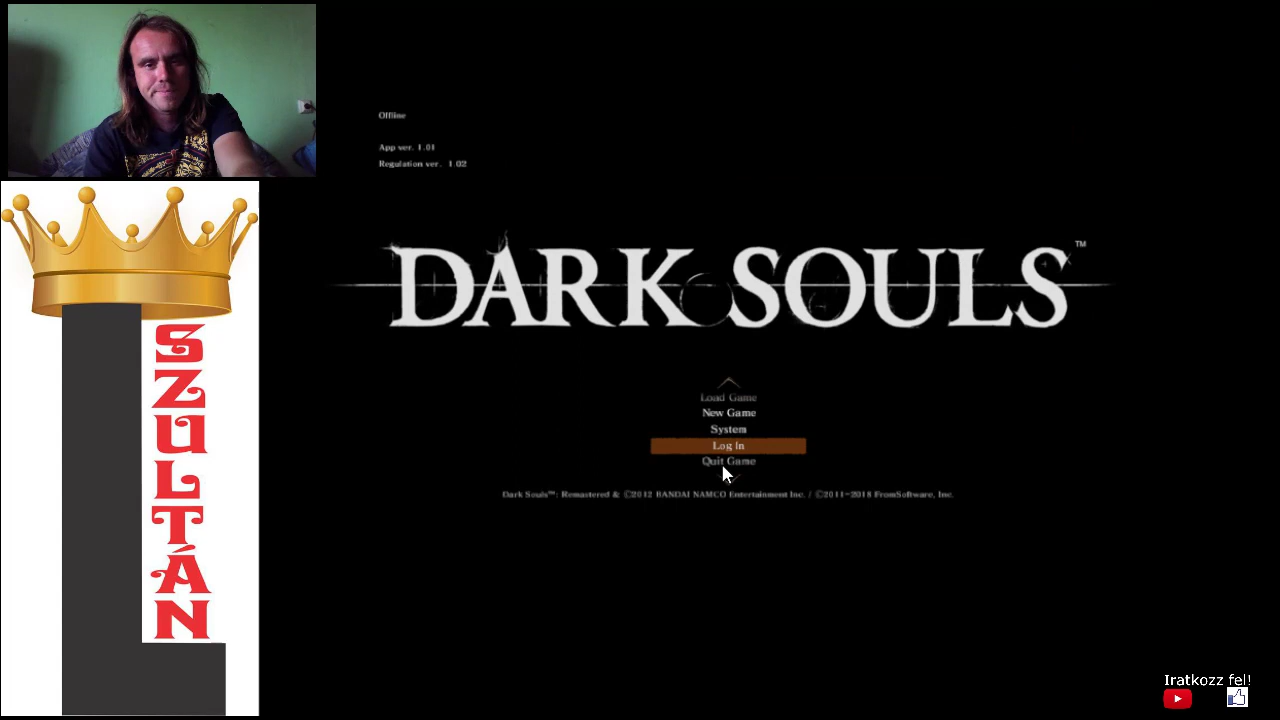 Offline
App ver. 1.01
Regulation ver. 1.02
DARK SOULS™
Load Game
New Game
System
Log In
Quit Game
Dark Souls™: Remastered & ©2012 BANDAI NAMCO Entertainment Inc. / ©2011-2018 FromSoftware, Inc.
L
SZULTÁN
Iratkozz fel!